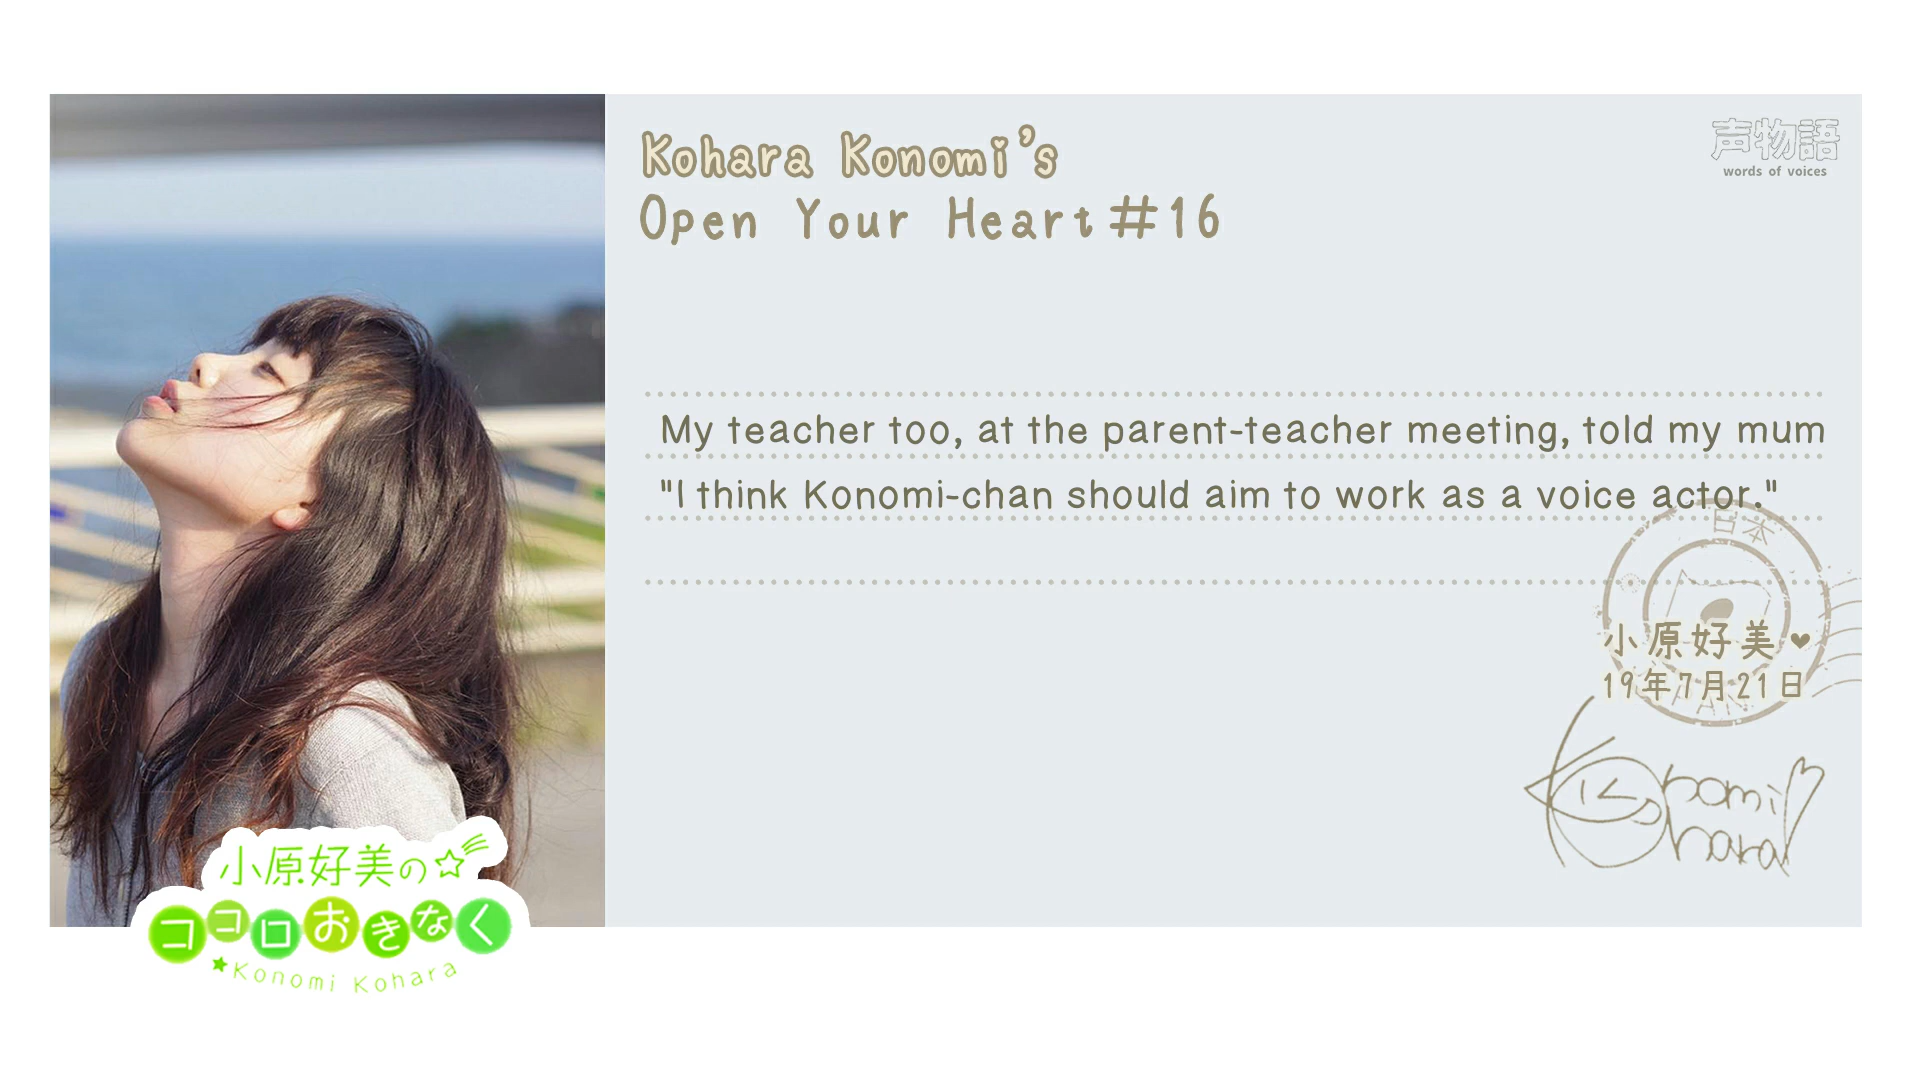 Kohara Konomi's
Open Your Heart#16
声物語
words of voices
My teacher too, at the parent-teacher meeting, told my mum
"I think Konomi-chan should aim to work as a voice actor."
日本
小原好美❤
19年7月21日
JAPAN
Konomi
Kohara
小原好美の☆
ココロおきなく
★Konomi Kohara